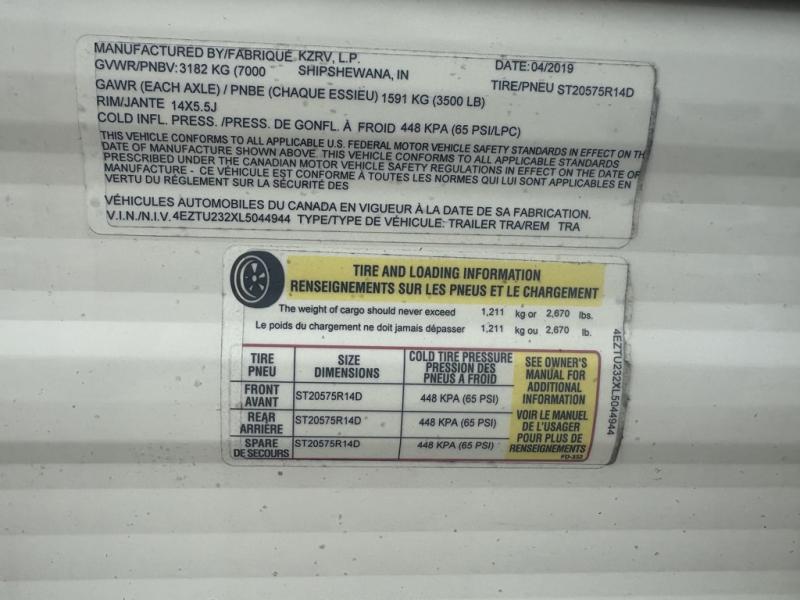 MANUFACTURED BY/FABRIQUÉ KZRV, L.P. DATE: 04/2019
GVWR/PNBV: 3182 KG (7000 SHIPSHEWANA, IN
TIRE/PNEU ST20575R14D
GAWR (EACH AXLE) / PNBE (CHAQUE ESSIEU) 1591 KG (3500 LB)
RIM/JANTE 14X5.5J
COLD INFL. PRESS./PRESS. DE GONFL. À FROID 448 KPA (65 PSI/LPC)
THIS VEHICLE CONFORMS TO ALL APPLICABLE U.S. FEDERAL MOTOR VEHICLE SAFETY STANDARDS IN EFFECT ON THE
DATE OF MANUFACTURE SHOWN ABOVE. THIS VEHICLE CONFORMS TO ALL APPLICABLE STANDARDS
PRESCRIBED UNDER THE CANADIAN MOTOR VEHICLE SAFETY REGULATIONS IN EFFECT ON THE DATE OF
MANUFACTURE - CE VÉHICULE EST CONFORME À TOUTES LES NORMES QUI LUI SONT APPLICABLES EN
VERTU DU RÉGLEMENT SUR LA SÉCURITÉ DES
VÉHICULES AUTOMOBILES DU CANADA EN VIGUEUR À LA DATE DE SA FABRICATION.
V.I.N./N.I.V. 4EZTU232XL5044944 TYPE/TYPE DE VÉHICULE: TRAILER TRA/REM TRA
TIRE AND LOADING INFORMATION
RENSEIGNEMENTS SUR LES PNEUS ET LE CHARGEMENT
The weight of cargo should never exceed 1,211 kg or 2,670 lbs.
Le poids du chargement ne doit jamais dépasser 1,211 kg ou 2,670 lb.
TIRE
PNEU
SIZE
DIMENSIONS
COLD TIRE PRESSURE
PRESSION DES
PNEUS A FROID
FRONT
AVANT
ST20575R14D
448 KPA (65 PSI)
REAR
ARRIÈRE
ST20575R14D
448 KPA (65 PSI)
SPARE
DE SECOURS
ST20575R14D
448 KPA (65 PSI)
SEE OWNER'S
MANUAL FOR
ADDITIONAL
INFORMATION
VOIR LE MANUEL
DE L'USAGER
POUR PLUS DE
RENSEIGNEMENTS
PD-332
4EZTU232XL5044944